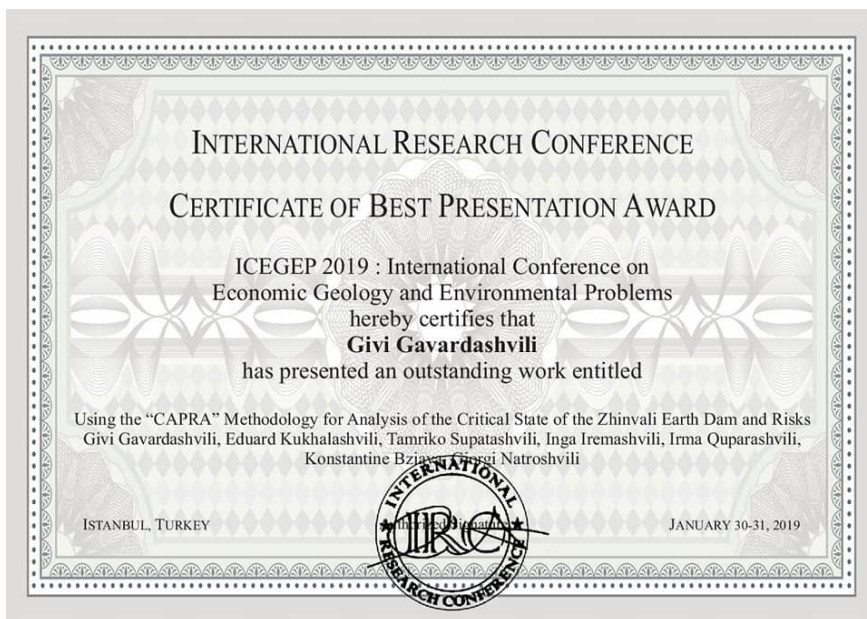 INTERNATIONAL RESEARCH CONFERENCE
CERTIFICATE OF BEST PRESENTATION AWARD
ICEGEP 2019 : International Conference on
Economic Geology and Environmental Problems
hereby certifies that
Givi Gavardashvili
has presented an outstanding work entitled
Using the “CAPRA” Methodology for Analysis of the Critical State of the Zhinvali Earth Dam and Risks
Givi Gavardashvili, Eduard Kukhalashvili, Tamriko Supatashvili, Inga Iremashvili, Irma Quparashvili,
Konstantine Bziava, Giorgi Natroshvili
ISTANBUL, TURKEY
Authorized Signature
JANUARY 30-31, 2019
INTERNATIONAL
IRC
RESEARCH CONFERENCE